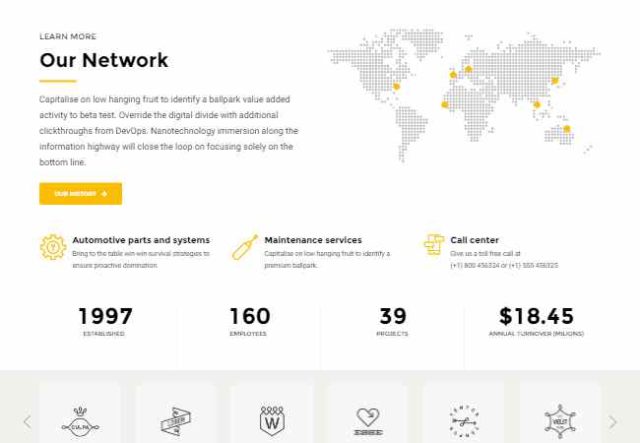 LEARN MORE
Our Network
Capitalise on low hanging fruit to identify a ballpark value added
activity to beta test. Override the digital divide with additional
clickthroughs from DevOps. Nanotechnology immersion along the
information highway will close the loop on focusing solely on the
bottom line.
OUR HISTORY
Automotive parts and systems
Bring to the table win-win survival strategies to
ensure proactive domination.
Maintenance services
Capitalise on low hanging fruit to identify a
premium ballpark.
Call center
Give us a toll free call at
(+1) 800 456324 or (+1) 555 456325
1997
ESTABLISHED
160
EMPLOYEES
39
PROJECTS
$18.45
ANNUAL TURNOVER (MILIONS)
CULPA
LOREM
W
VELIT